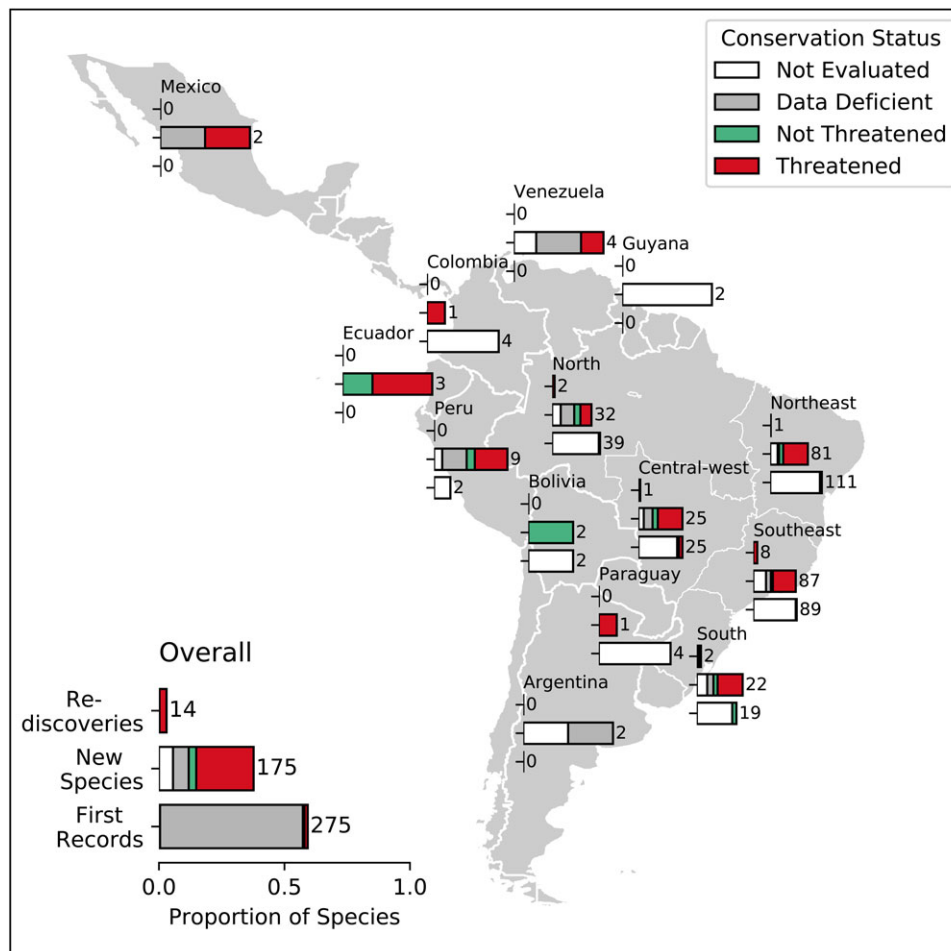 Conservation Status
Not Evaluated
Data Deficient
Not Threatened
Threatened
Mexico
0
2
0
Venezuela
0
4
0
Guyana
0
2
0
Colombia
0
1
4
Ecuador
0
3
0
North
2
32
39
Northeast
1
81
111
Peru
0
9
2
Central-west
1
25
25
Bolivia
0
2
2
Southeast
8
87
89
Paraguay
0
1
4
South
2
22
19
Argentina
0
2
0
Overall
Re-
discoveries
14
New
Species
175
First
Records
275
0.0 0.5 1.0
Proportion of Species